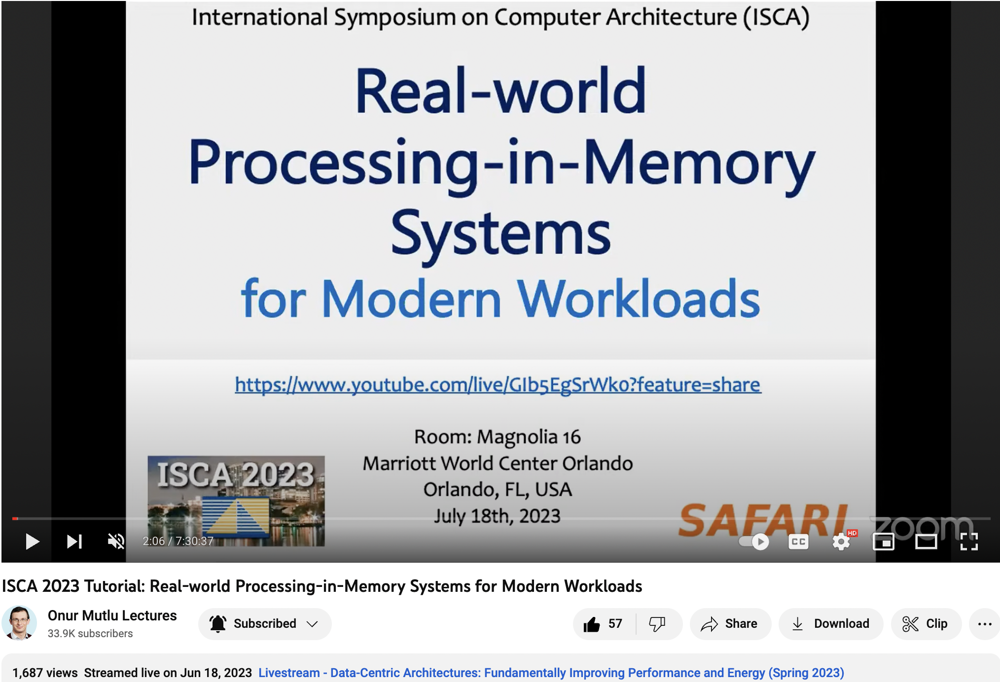 International Symposium on Computer Architecture (ISCA)
Real-world
Processing-in-Memory
Systems
for Modern Workloads
https://www.youtube.com/live/GIb5EgSrWk0?feature=share
Room: Magnolia 16
Marriott World Center Orlando
Orlando, FL, USA
July 18th, 2023
ISCA 2023
SAFARI
zoom
2:06 / 7:30:37
CC
HD
ISCA 2023 Tutorial: Real-world Processing-in-Memory Systems for Modern Workloads
Onur Mutlu Lectures
33.9K subscribers
Subscribed
57
Share
Download
Clip
1,687 views Streamed live on Jun 18, 2023 Livestream - Data-Centric Architectures: Fundamentally Improving Performance and Energy (Spring 2023)